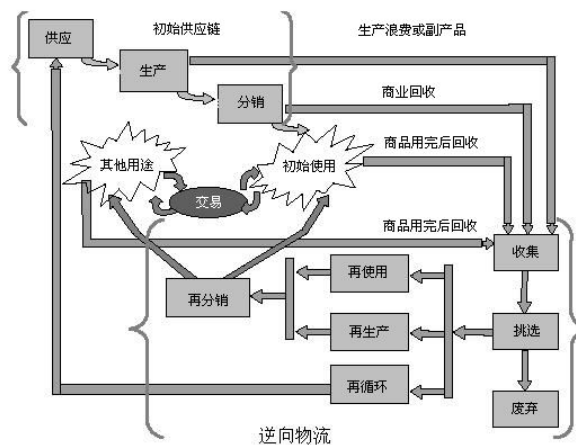 初始供应链
生产浪费或副产品
供应
生产
商业回收
分销
商品用完后回收
其他用途
初始使用
交易
商品用完后回收
收集
再使用
再分销
再生产
挑选
再循环
废弃
逆向物流